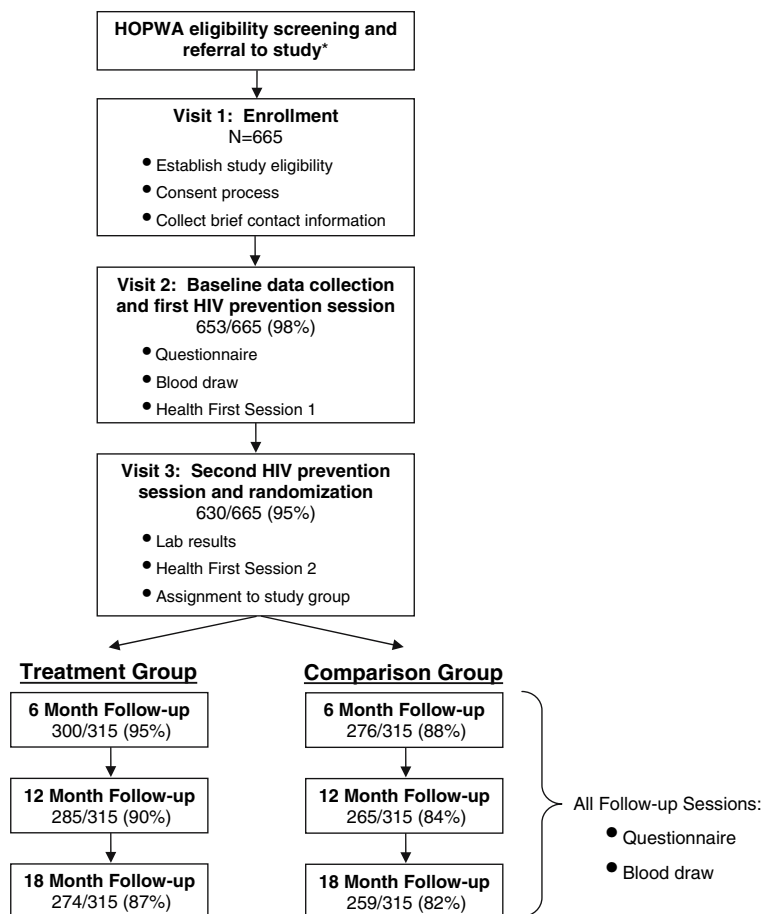 HOPWA eligibility screening and
referral to study*
Visit 1: Enrollment
N=665
• Establish study eligibility
• Consent process
• Collect brief contact information
Visit 2: Baseline data collection
and first HIV prevention session
653/665 (98%)
• Questionnaire
• Blood draw
• Health First Session 1
Visit 3: Second HIV prevention
session and randomization
630/665 (95%)
• Lab results
• Health First Session 2
• Assignment to study group
Treatment Group
6 Month Follow-up
300/315 (95%)
12 Month Follow-up
285/315 (90%)
18 Month Follow-up
274/315 (87%)
Comparison Group
6 Month Follow-up
276/315 (88%)
12 Month Follow-up
265/315 (84%)
18 Month Follow-up
259/315 (82%)
All Follow-up Sessions:
• Questionnaire
• Blood draw